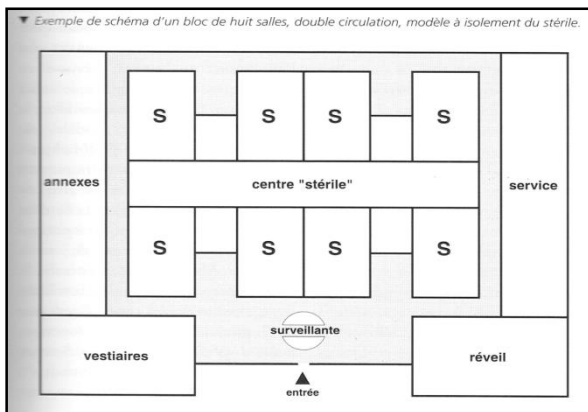 ▼ Exemple de schéma d'un bloc de huit salles, double circulation, modèle à isolement du stérile.
S S S S
annexes centre "stérile" service
S S S S
surveillante
vestiaires réveil
entrée